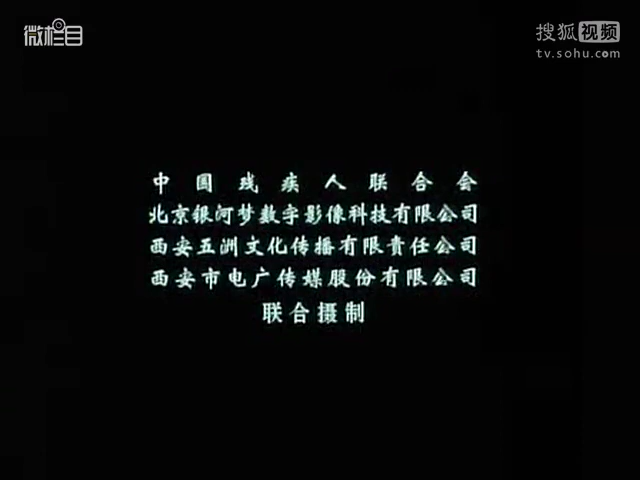 微栏目
搜狐视频
tv.sohu.com
中国残疾人联合会
北京银河梦数字影像科技有限公司
西安五洲文化传播有限責任公司
西安市电广传媒股份有限公司
联合摄制